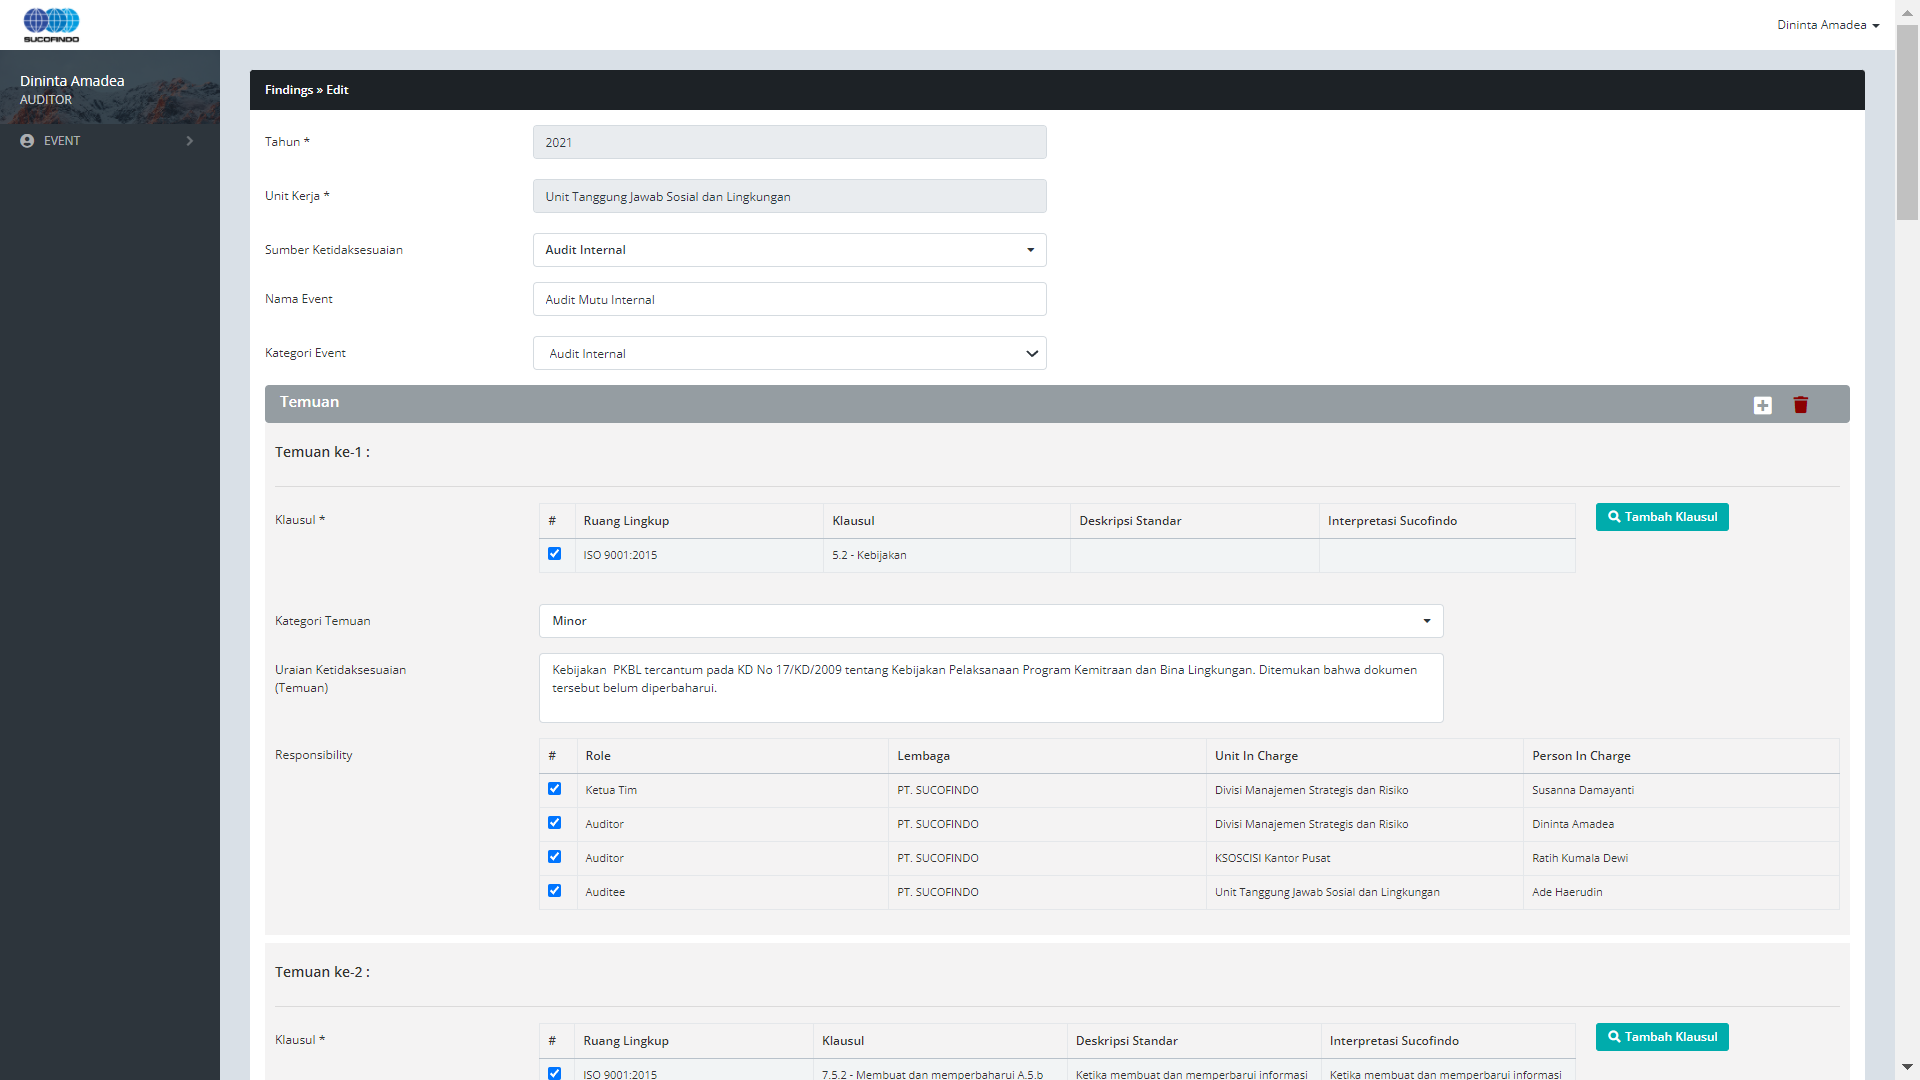 SUCOFINDO
Dininta Amadea
Dininta Amadea
AUDITOR
EVENT
Findings » Edit
Tahun *
2021
Unit Kerja *
Unit Tanggung Jawab Sosial dan Lingkungan
Sumber Ketidaksesuaian
Audit Internal
Nama Event
Audit Mutu Internal
Kategori Event
Audit Internal
Temuan
Temuan ke-1 :
Klausul *
# Ruang Lingkup Klausul Deskripsi Standar Interpretasi Sucofindo
Tambah Klausul
ISO 9001:2015 5.2 - Kebijakan
Kategori Temuan
Minor
Uraian Ketidaksesuaian
(Temuan)
Kebijakan  PKBL tercantum pada KD No 17/KD/2009 tentang Kebijakan Pelaksanaan Program Kemitraan dan Bina Lingkungan. Ditemukan bahwa dokumen
tersebut belum diperbaharui.
Responsibility
# Role Lembaga Unit In Charge Person In Charge
Ketua Tim PT. SUCOFINDO Divisi Manajemen Strategis dan Risiko Susanna Damayanti
Auditor PT. SUCOFINDO Divisi Manajemen Strategis dan Risiko Dininta Amadea
Auditor PT. SUCOFINDO KSOSCISI Kantor Pusat Ratih Kumala Dewi
Auditee PT. SUCOFINDO Unit Tanggung Jawab Sosial dan Lingkungan Ade Haerudin
Temuan ke-2 :
Klausul *
# Ruang Lingkup Klausul Deskripsi Standar Interpretasi Sucofindo
Tambah Klausul
ISO 9001:2015 7.5.2 - Membuat dan memperbaharui A.5.b Ketika membuat dan memperbarui informasi Ketika membuat dan memperbarui informasi